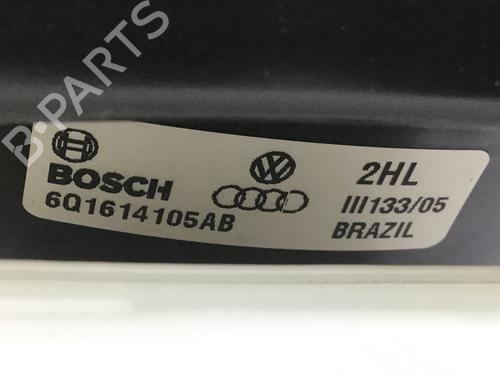 B-PARTS
BOSCH
6Q1614105AB
2HL
III133/05
BRAZIL